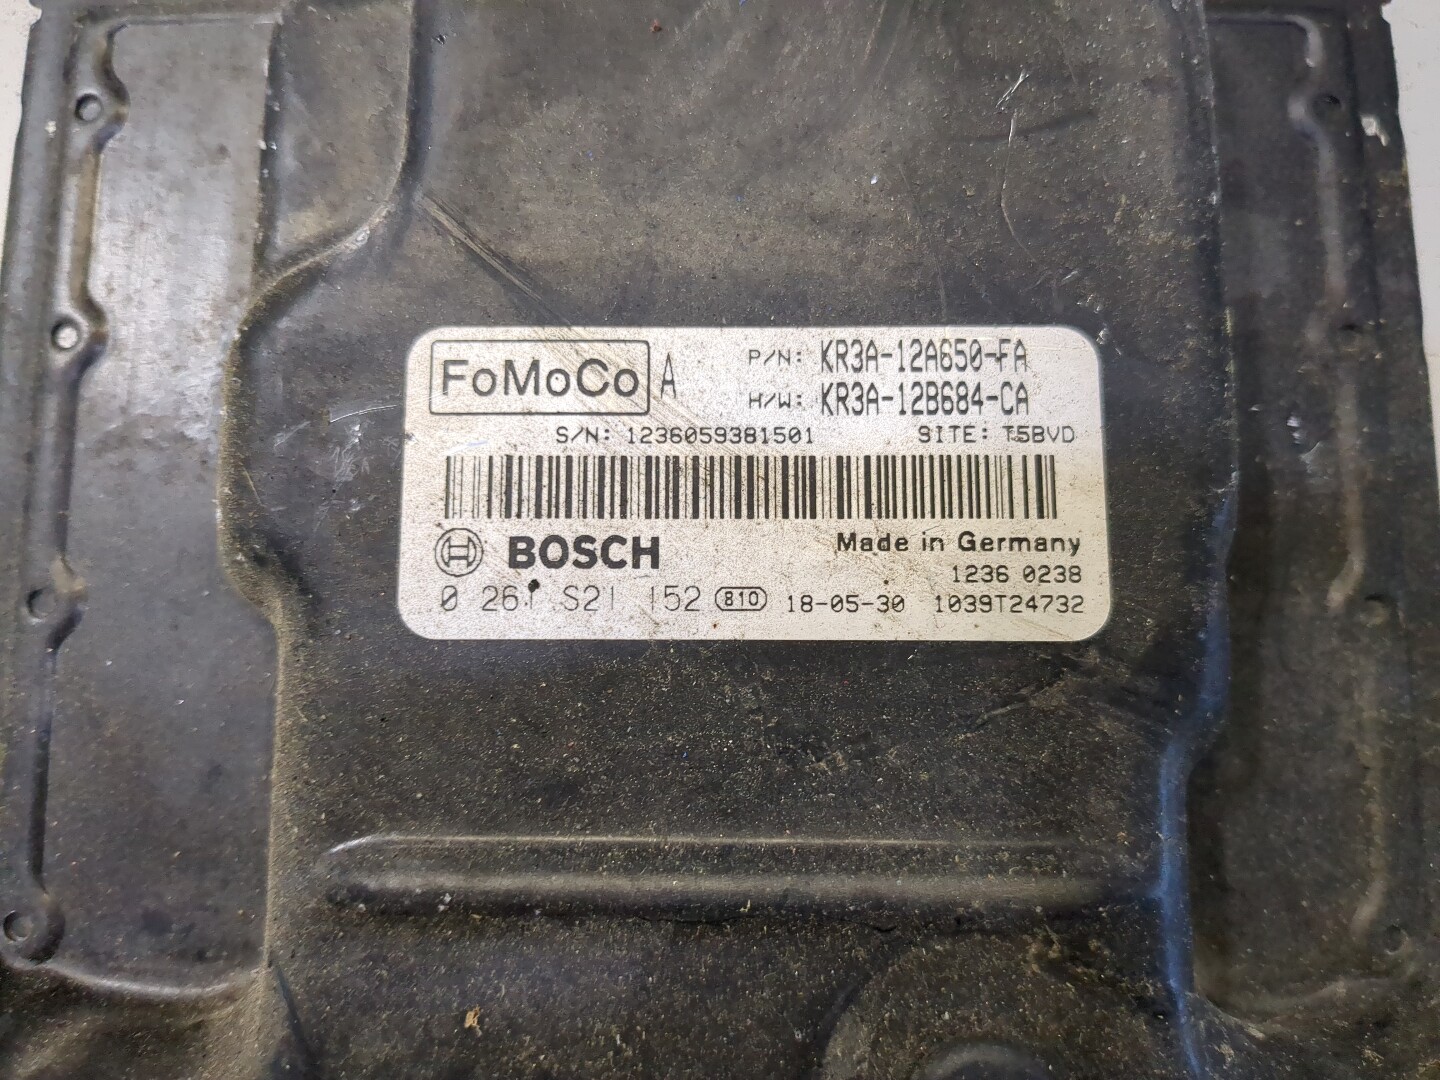 FoMoCo A P/N: KR3A-12A650-FA
H/W: KR3A-12B684-CA
S/N: 1236059381501 SITE: T5BVD
BOSCH Made in Germany
1236 0238
0 261 S21 152 810 18-05-30 1039T24732